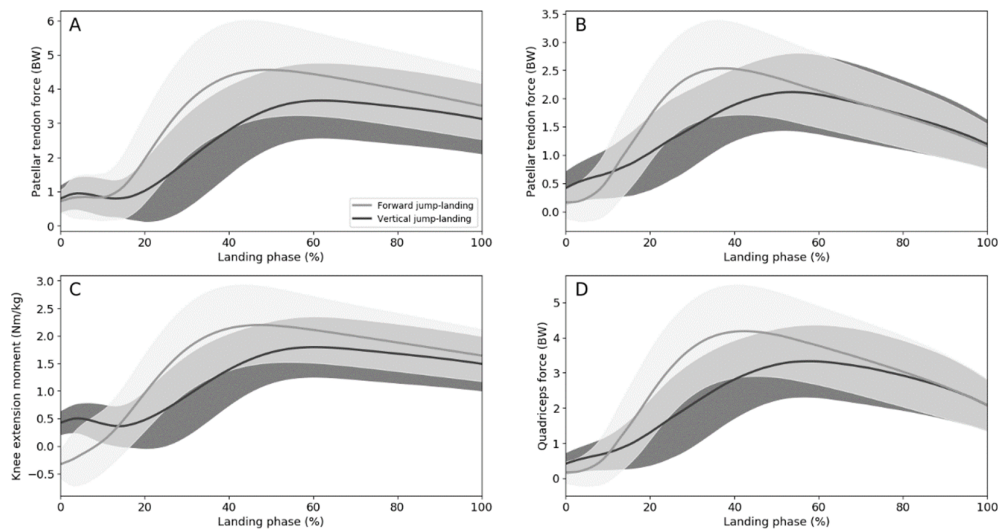 A
Patellar tendon force (BW)
6
5
4
3
2
1
0
0 20 40 60 80 100
Landing phase (%)
Forward jump-landing
Vertical jump-landing
B
Patellar tendon force (BW)
3.5
3.0
2.5
2.0
1.5
1.0
0.5
0.0
0 20 40 60 80 100
Landing phase (%)
C
Knee extension moment (Nm/kg)
3.0
2.5
2.0
1.5
1.0
0.5
0.0
−0.5
0 20 40 60 80 100
Landing phase (%)
D
Quadriceps force (BW)
5
4
3
2
1
0
0 20 40 60 80 100
Landing phase (%)